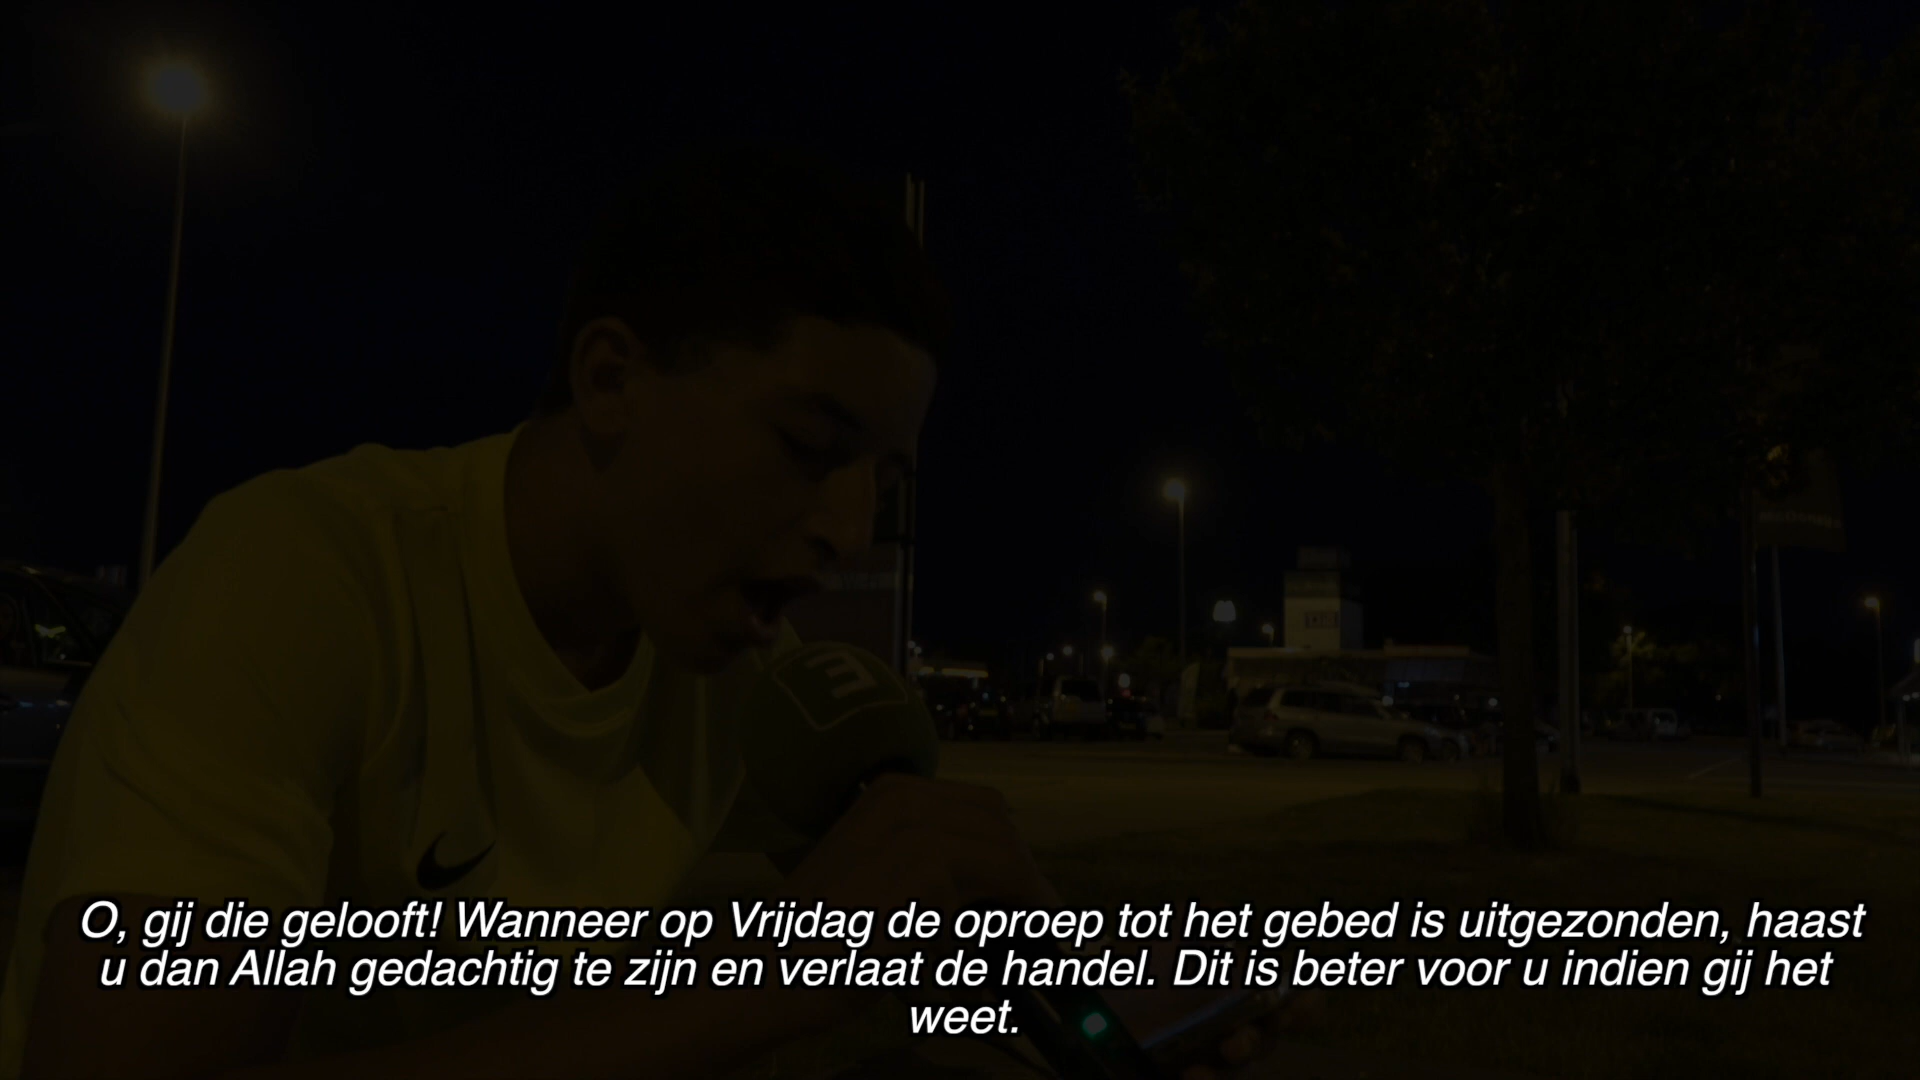 O, gij die gelooft! Wanneer op Vrijdag de oproep tot het gebed is uitgezonden, haast
u dan Allah gedachtig te zijn en verlaat de handel. Dit is beter voor u indien gij het
weet.